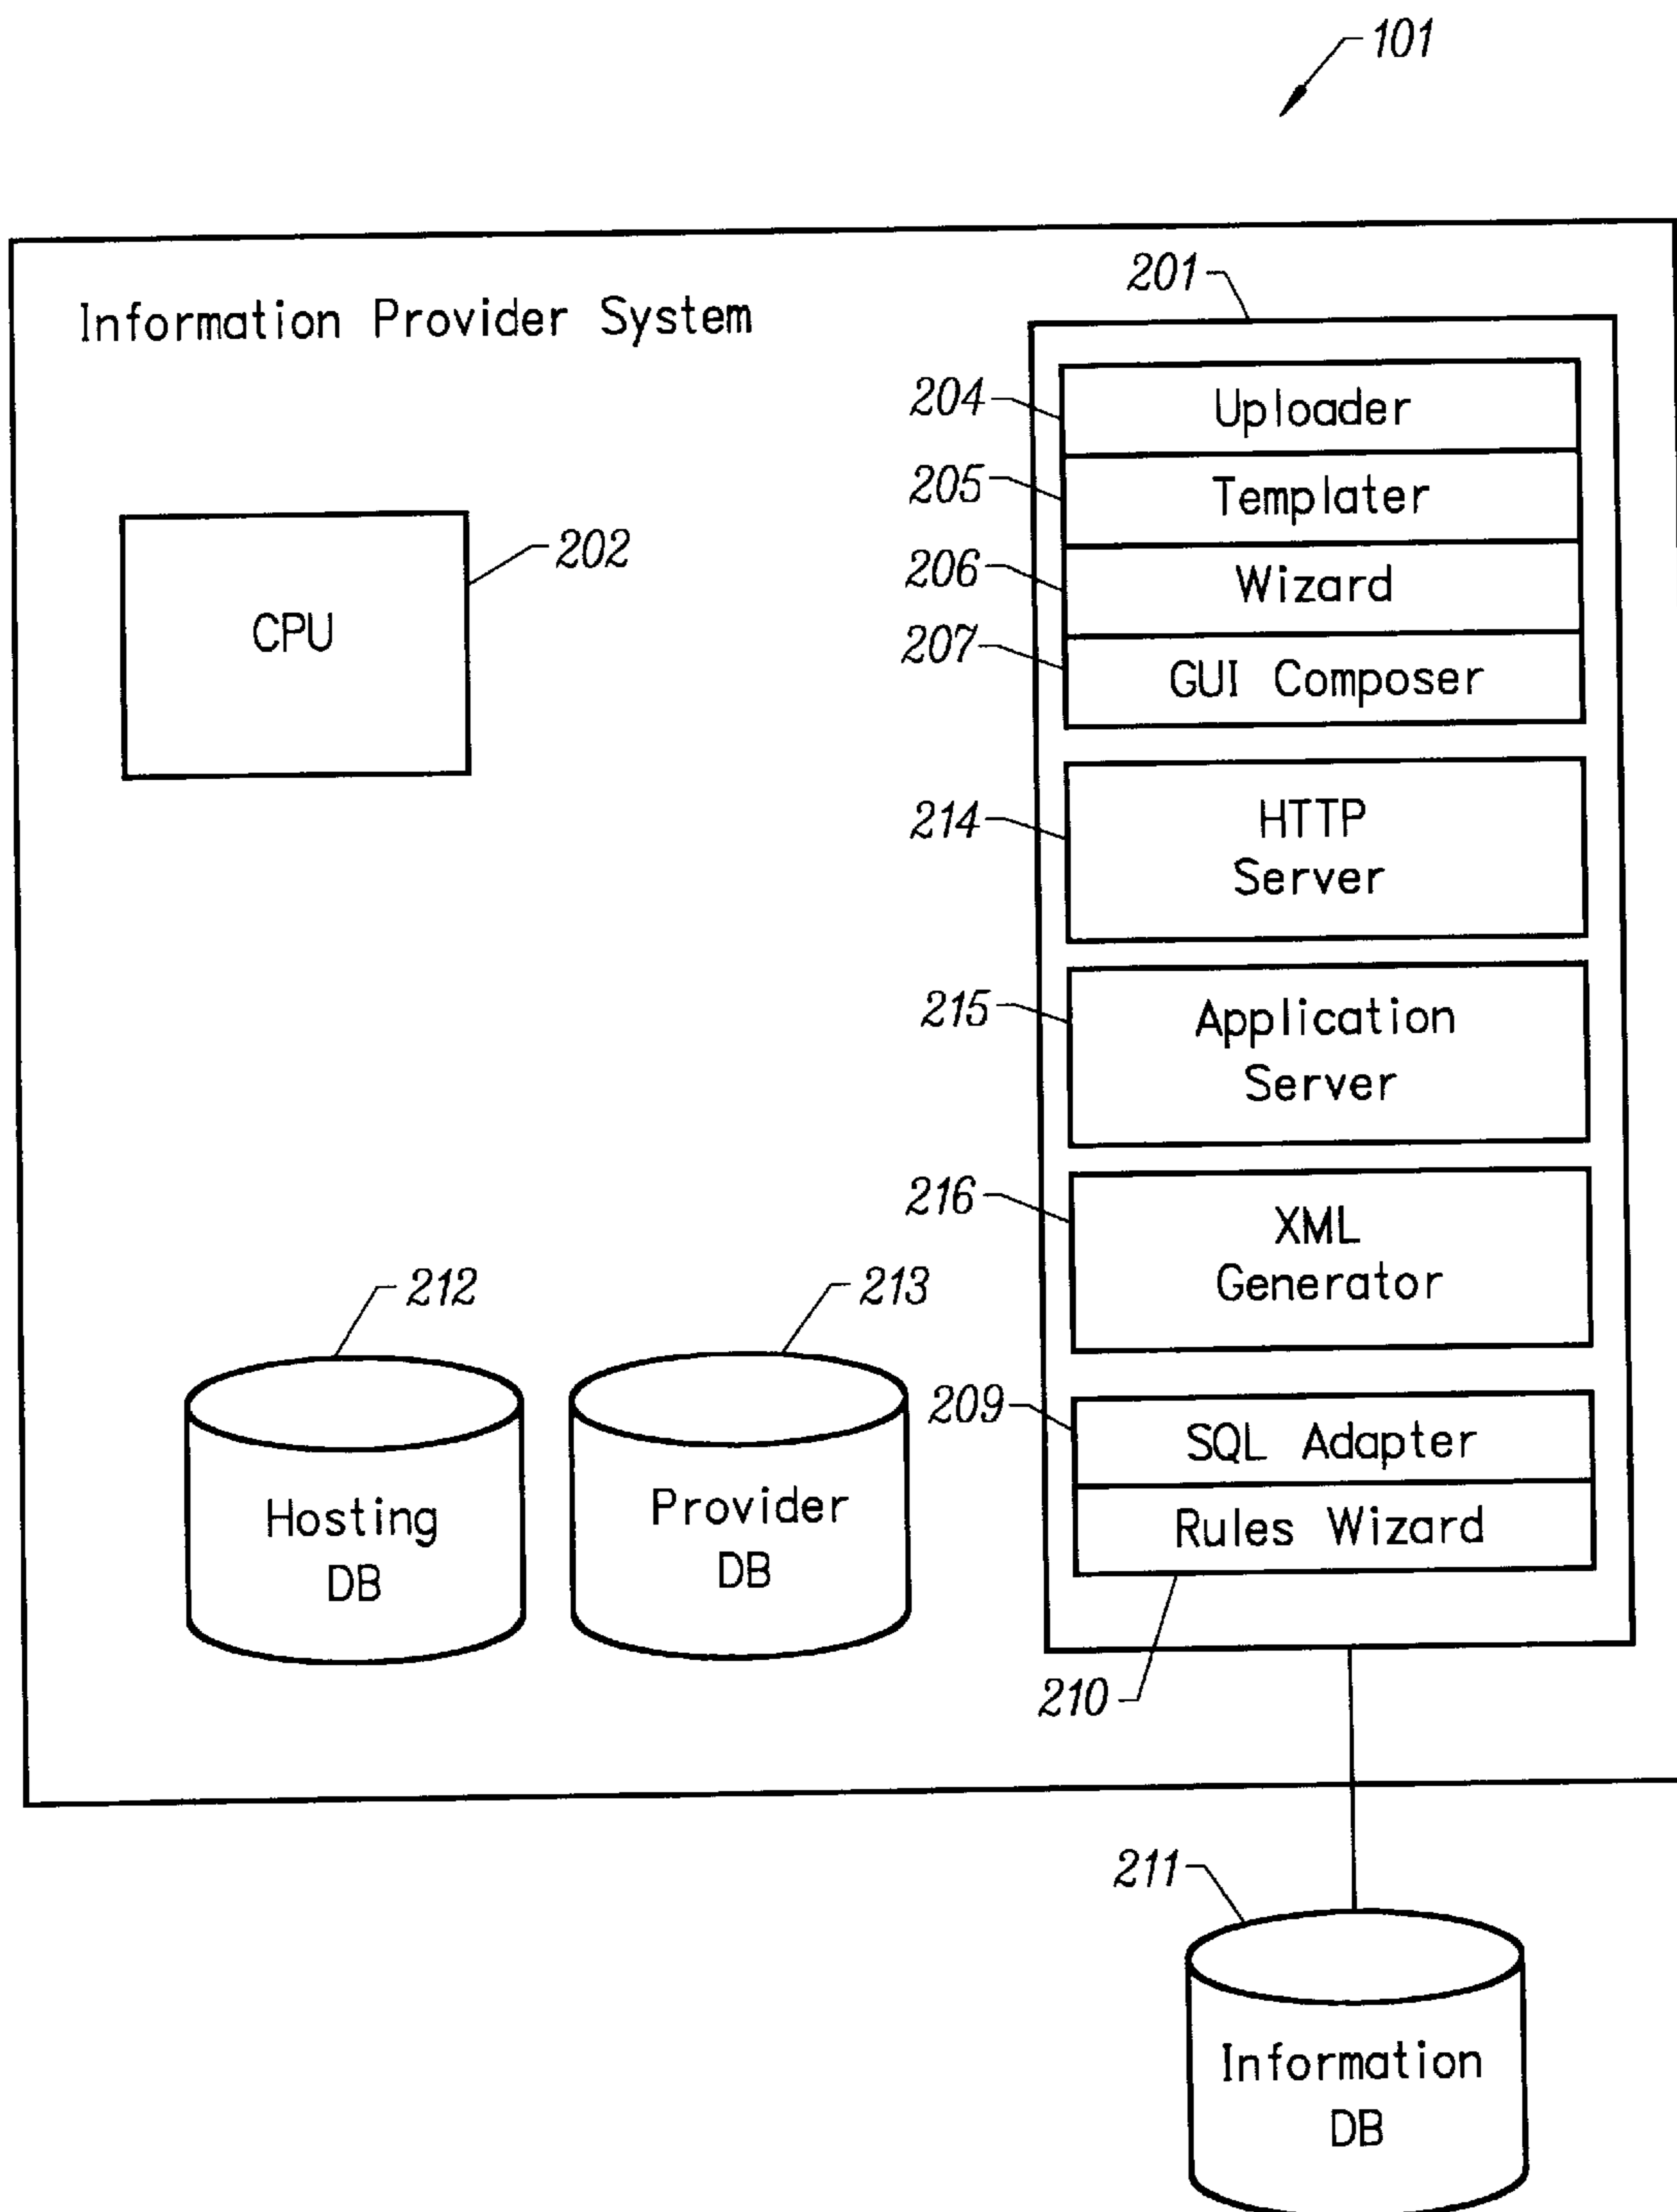 101
Information Provider System
201
204
Uploader
205
Templater
202
206
Wizard
CPU
207
GUI Composer
214
HTTP
Server
215
Application
Server
216
XML
Generator
212
213
209
SQL Adapter
Hosting
DB
Provider
DB
Rules Wizard
210
211
Information
DB